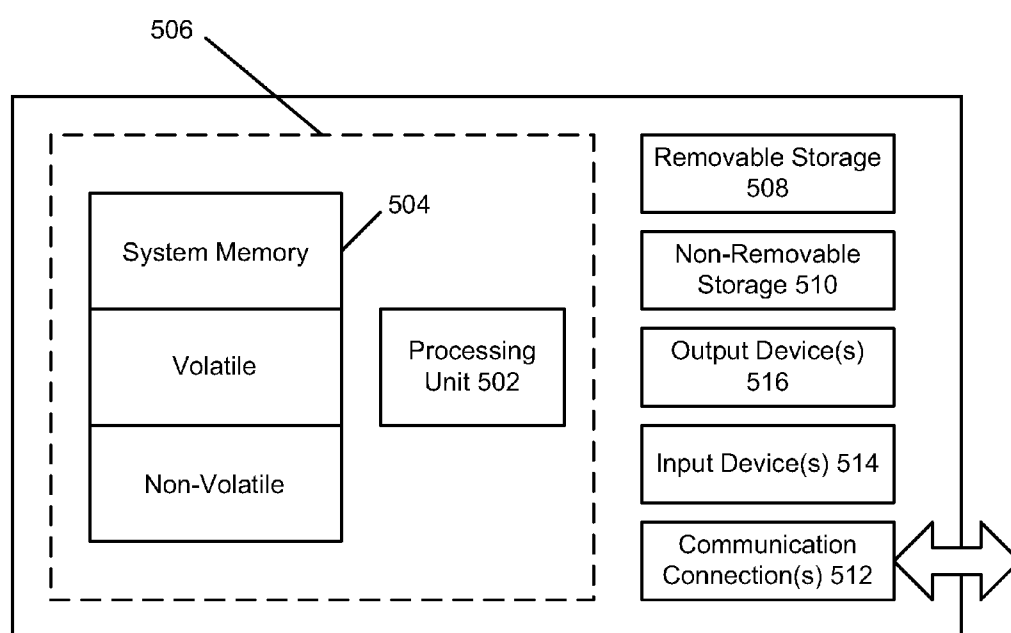 506
504
System Memory
Volatile
Non-Volatile
Processing
Unit 502
Removable Storage
508
Non-Removable
Storage 510
Output Device(s)
516
Input Device(s) 514
Communication
Connection(s) 512